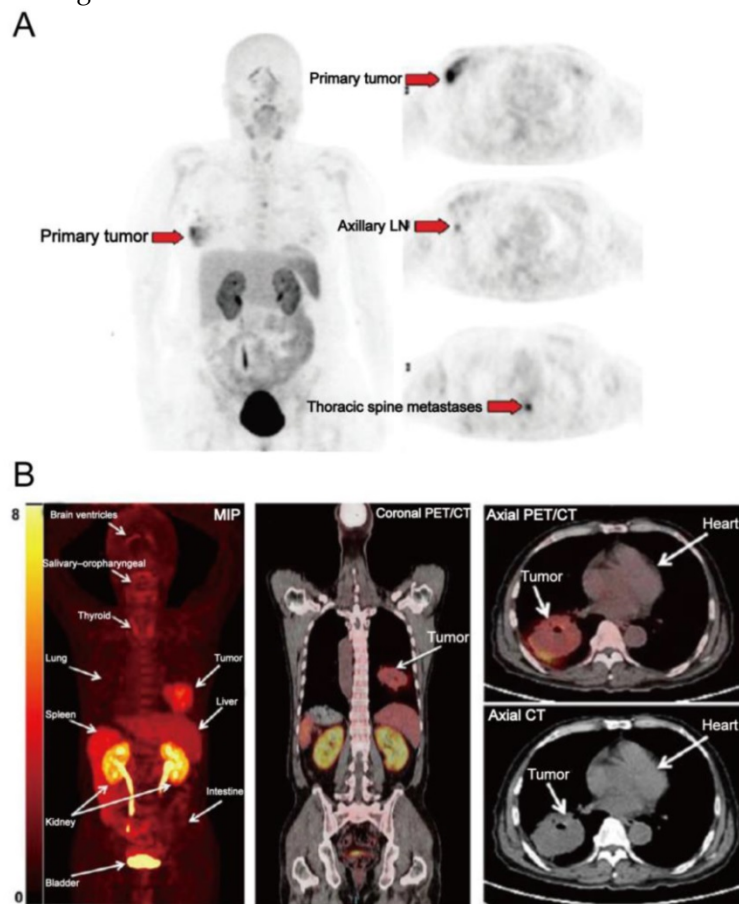 A
Primary tumor
Primary tumor
Axillary LN
Thoracic spine metastases
B
8
0
MIP
Brain ventricles
Salivary–oropharyngeal
Thyroid
Lung
Tumor
Spleen
Liver
Kidney
Intestine
Bladder
Coronal PET/CT
Tumor
Axial PET/CT
Heart
Tumor
Axial CT
Heart
Tumor